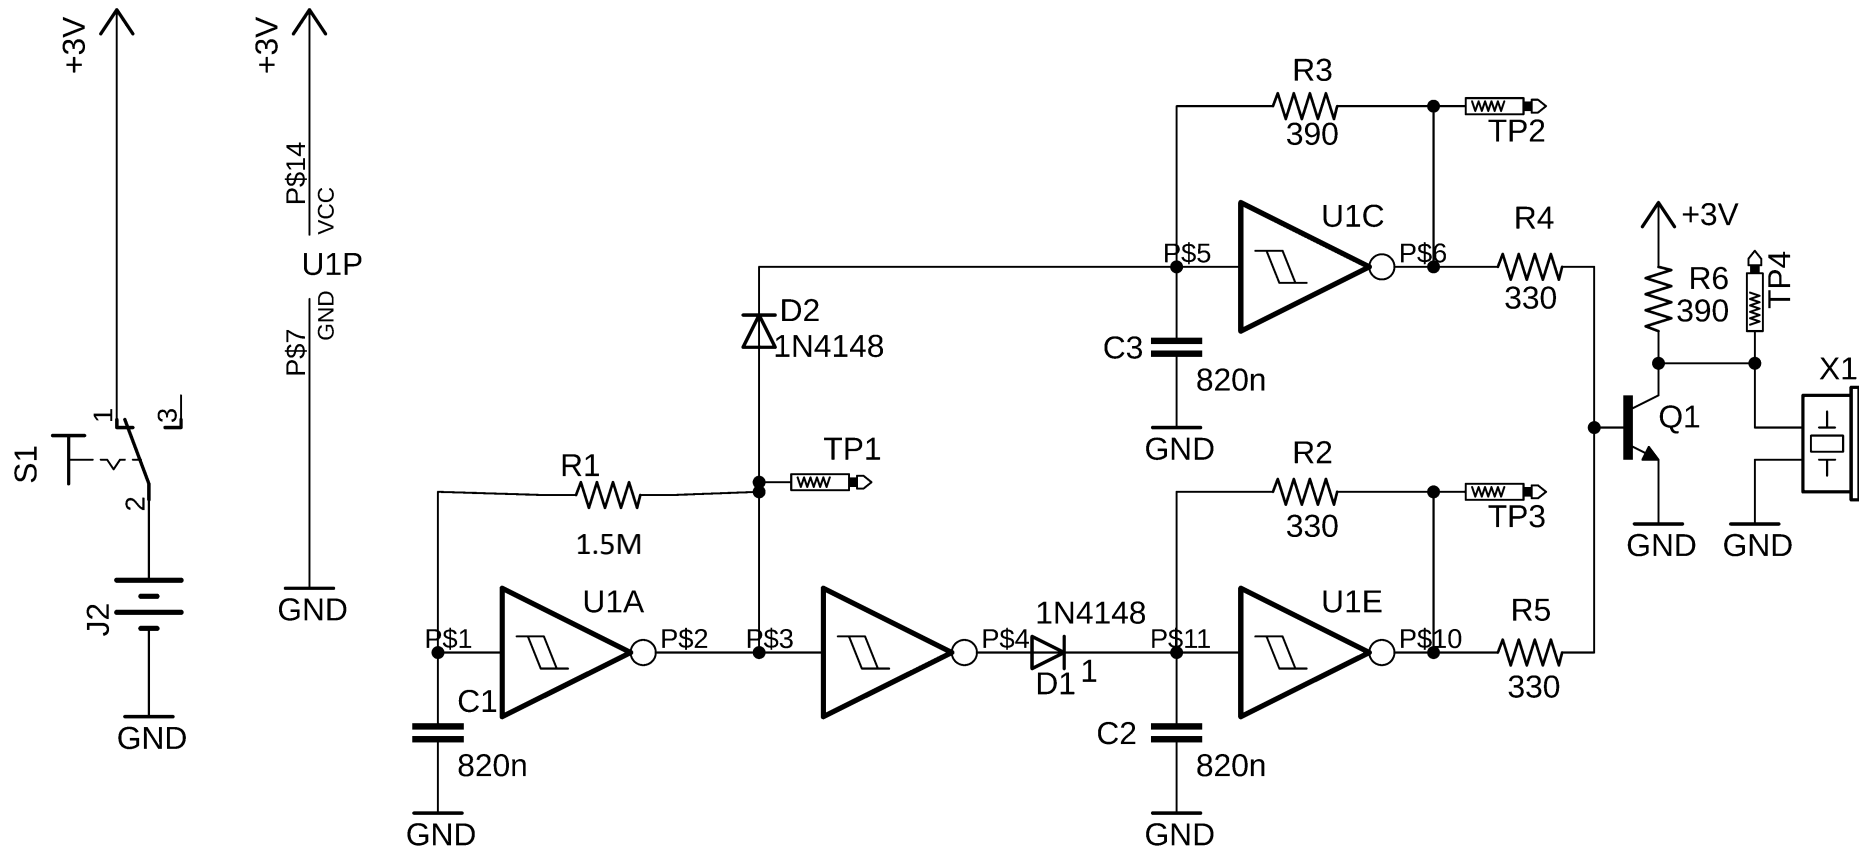 +3V
+3V
P$14
VCC
U1P
GND
P$7
GND
1
3
S1
2
J2
GND
R3
390
TP2
U1C
P$5
P$6
R4
330
D2
1N4148
C3
820n
GND
+3V
R6
390
TP4
X1
Q1
GND
GND
R1
1.5M
TP1
R2
330
TP3
U1A
P$1
P$2
P$3
P$4
1N4148
D1
1
P$11
U1E
P$10
R5
330
C1
820n
GND
C2
820n
GND